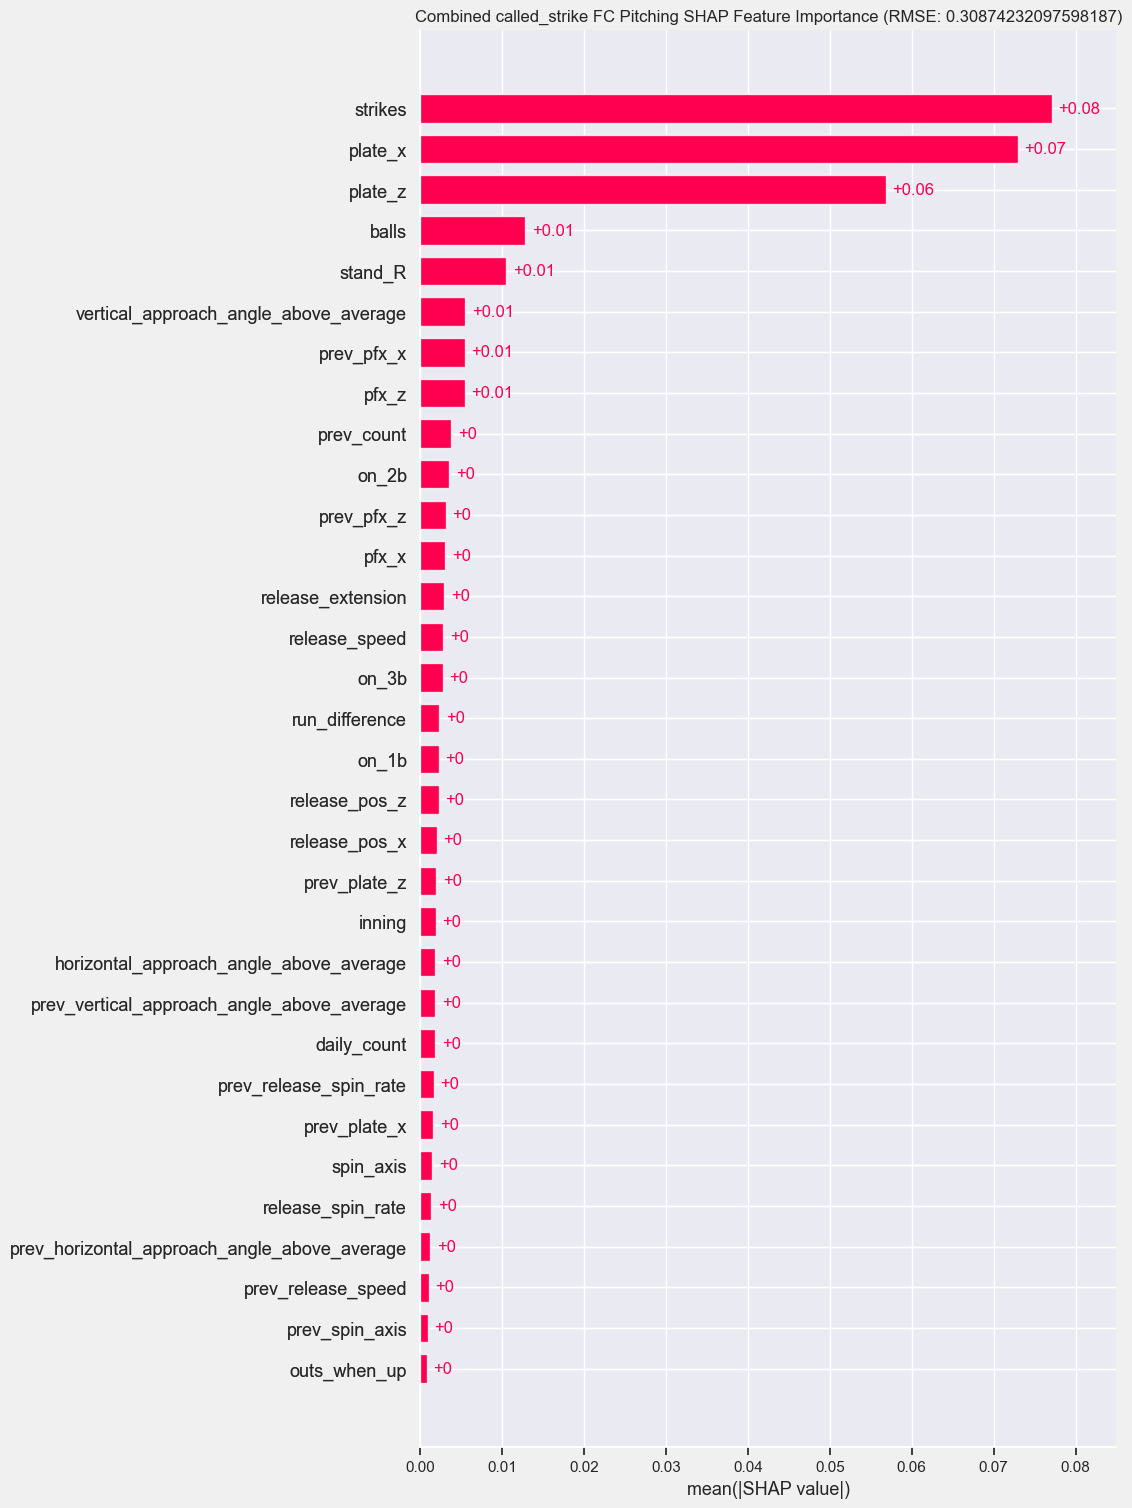 Combined called_strike FC Pitching SHAP Feature Importance (RMSE: 0.30874232097598187)
strikes +0.08
plate_x +0.07
plate_z +0.06
balls +0.01
stand_R +0.01
vertical_approach_angle_above_average +0.01
prev_pfx_x +0.01
pfx_z +0.01
prev_count +0
on_2b +0
prev_pfx_z +0
pfx_x +0
release_extension +0
release_speed +0
on_3b +0
run_difference +0
on_1b +0
release_pos_z +0
release_pos_x +0
prev_plate_z +0
inning +0
horizontal_approach_angle_above_average +0
prev_vertical_approach_angle_above_average +0
daily_count +0
prev_release_spin_rate +0
prev_plate_x +0
spin_axis +0
release_spin_rate +0
prev_horizontal_approach_angle_above_average +0
prev_release_speed +0
prev_spin_axis +0
outs_when_up +0
0.00 0.01 0.02 0.03 0.04 0.05 0.06 0.07 0.08
mean(|SHAP value|)